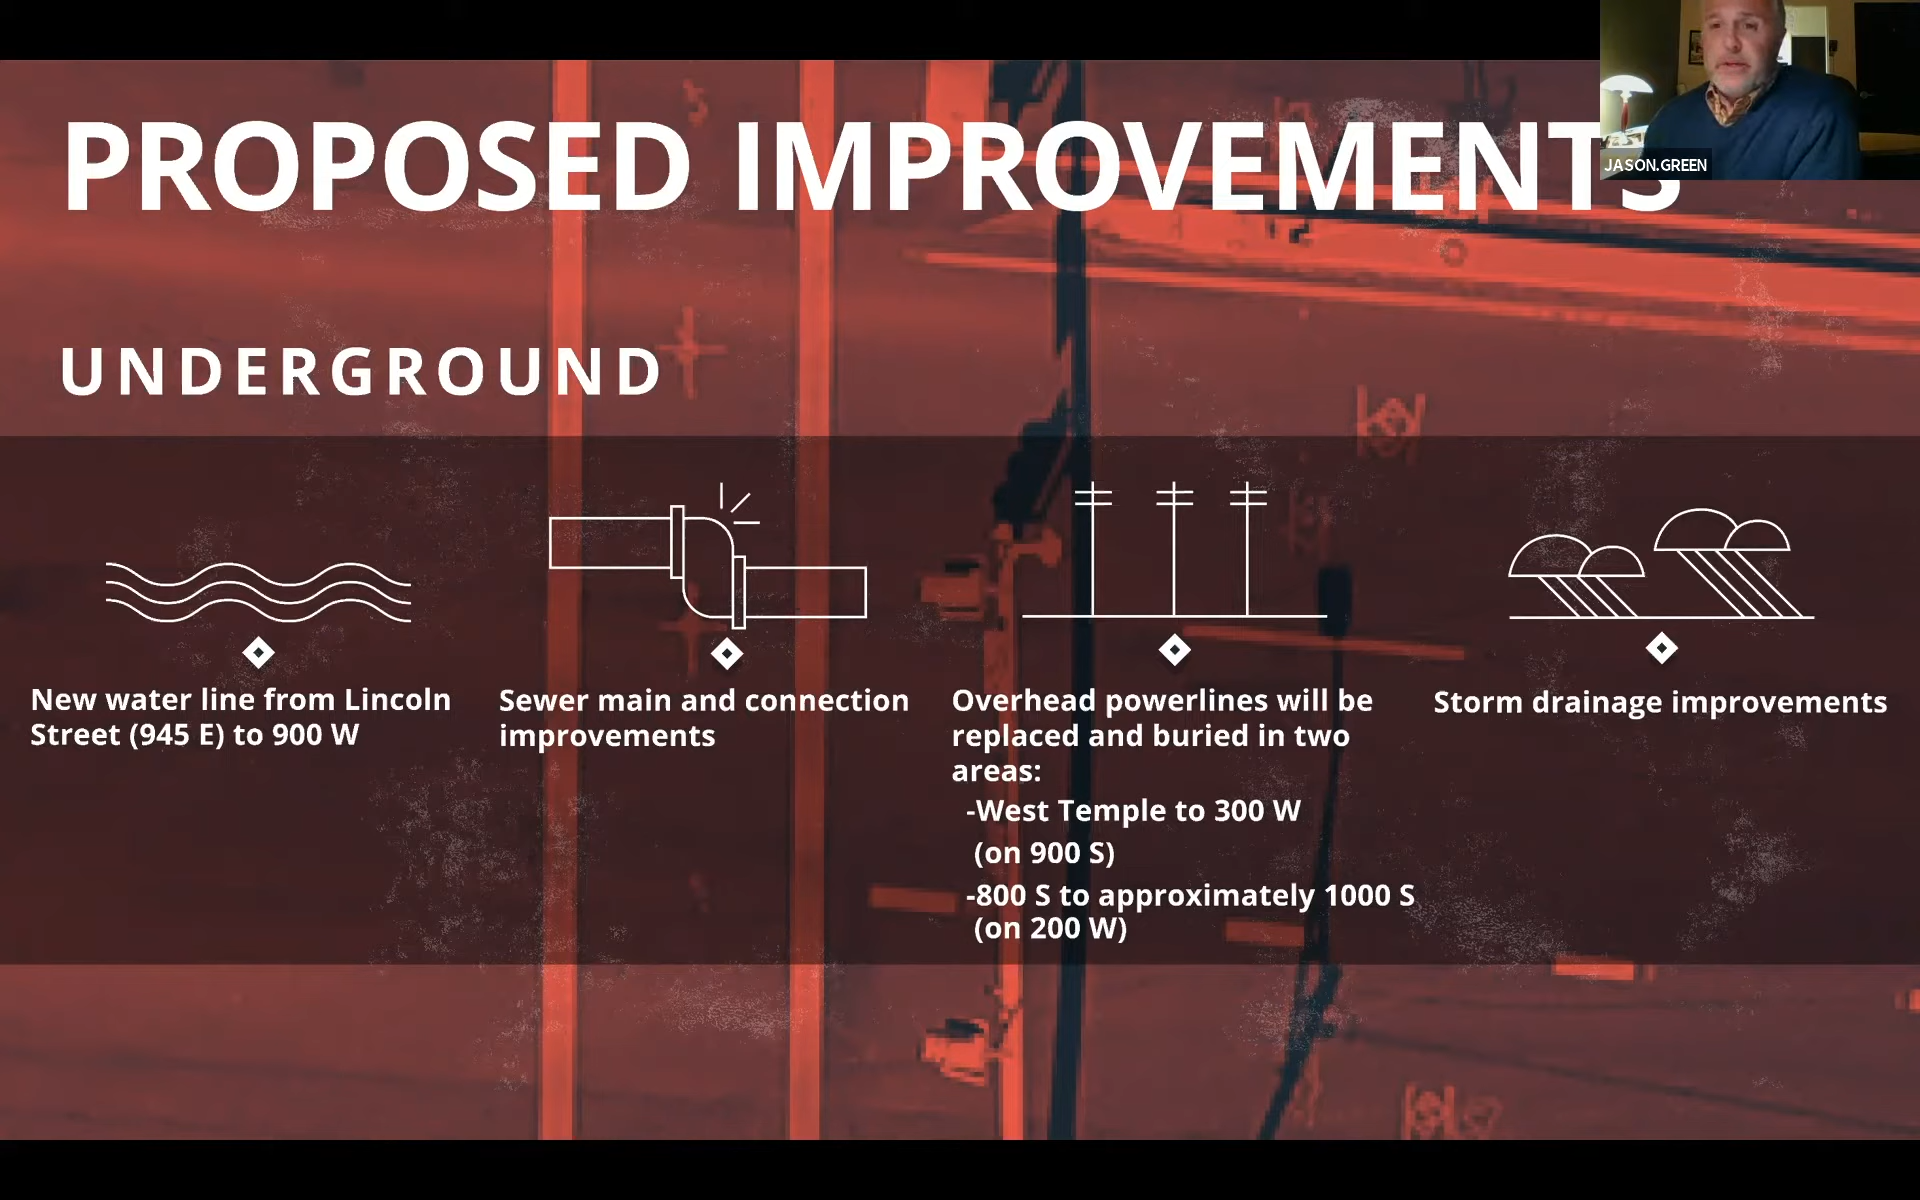 PROPOSED IMPROVEMENTS
JASON.GREEN
UNDERGROUND
New water line from Lincoln
Street (945 E) to 900 W
Sewer main and connection
improvements
Overhead powerlines will be
replaced and buried in two
areas:
-West Temple to 300 W
(on 900 S)
-800 S to approximately 1000 S
(on 200 W)
Storm drainage improvements